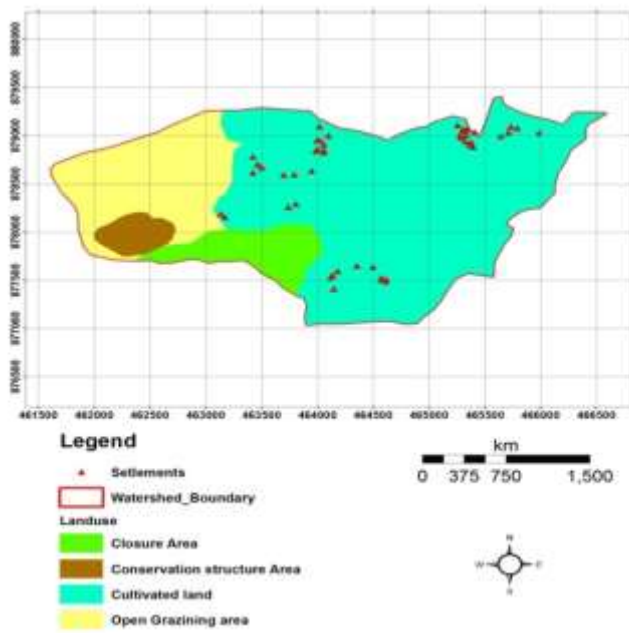 880000
879500
879000
878500
878000
877500
877000
876500
461500 462000 462500 463000 463500 464000 464500 465000 465500 466000 466500
Legend
Setlements
Watershed_Boundary
Landuse
Closure Area
Conservation structure Area
Cultivated land
Open Grazining area
km
0 375 750 1,500
N
W E
S